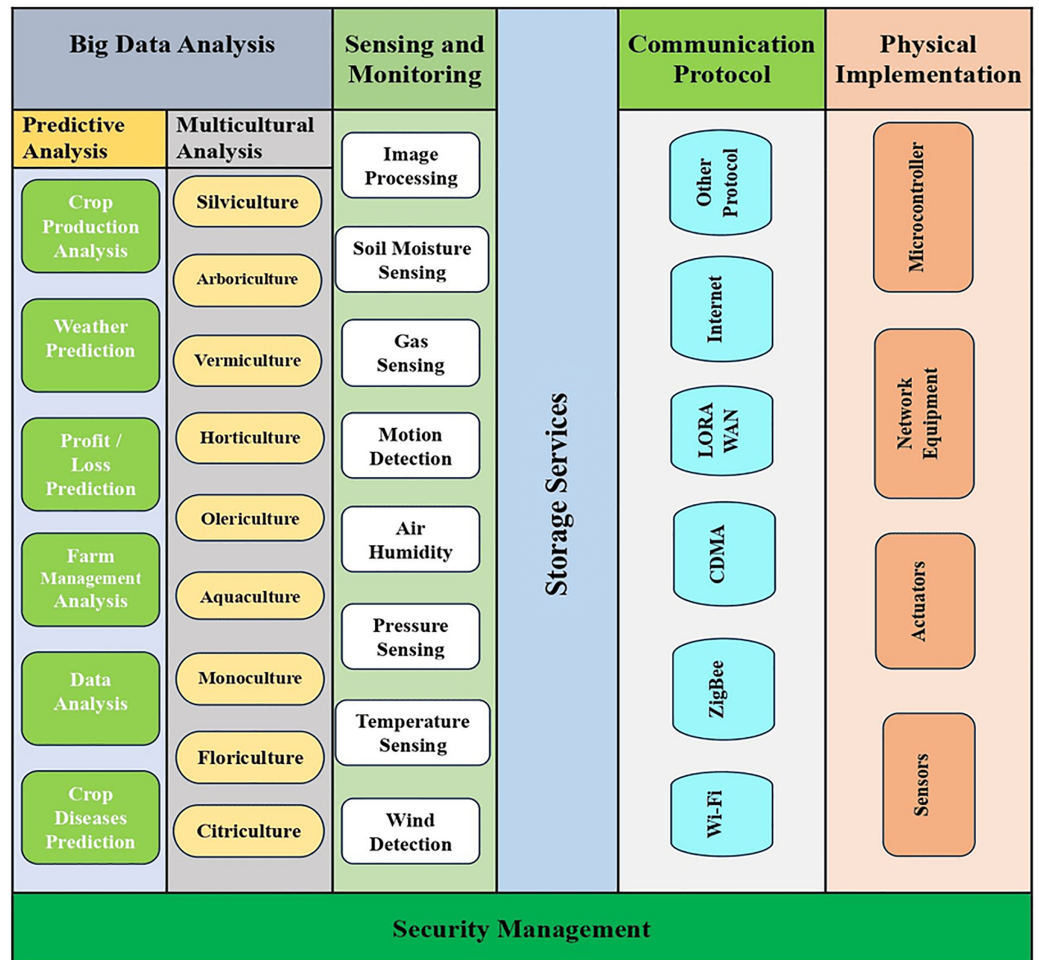 Big Data Analysis
Predictive
Analysis
Crop
Production
Analysis
Weather
Prediction
Profit /
Loss
Prediction
Farm
Management
Analysis
Data
Analysis
Crop
Diseases
Prediction
Multicultural
Analysis
Silviculture
Arboriculture
Vermiculture
Horticulture
Olericulture
Aquaculture
Monoculture
Floriculture
Citriculture
Sensing and
Monitoring
Image
Processing
Soil Moisture
Sensing
Gas
Sensing
Motion
Detection
Air
Humidity
Pressure
Sensing
Temperature
Sensing
Wind
Detection
Storage Services
Communication
Protocol
Other
Protocol
Internet
LORA
WAN
CDMA
ZigBee
Wi-Fi
Physical
Implementation
Microcontroller
Network
Equipment
Actuators
Sensors
Security Management